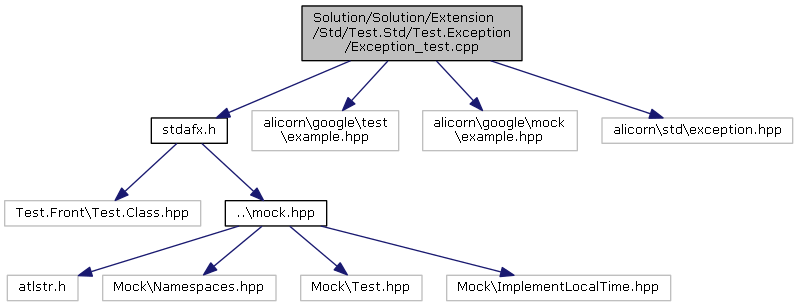 Solution/Solution/Extension
/Std/Test.Std/Test.Exception
/Exception_test.cpp
stdafx.h
alicorn\google\test
\example.hpp
alicorn\google\mock
\example.hpp
alicorn\std\exception.hpp
Test.Front\Test.Class.hpp
..\mock.hpp
atlstr.h
Mock\Namespaces.hpp
Mock\Test.hpp
Mock\ImplementLocalTime.hpp